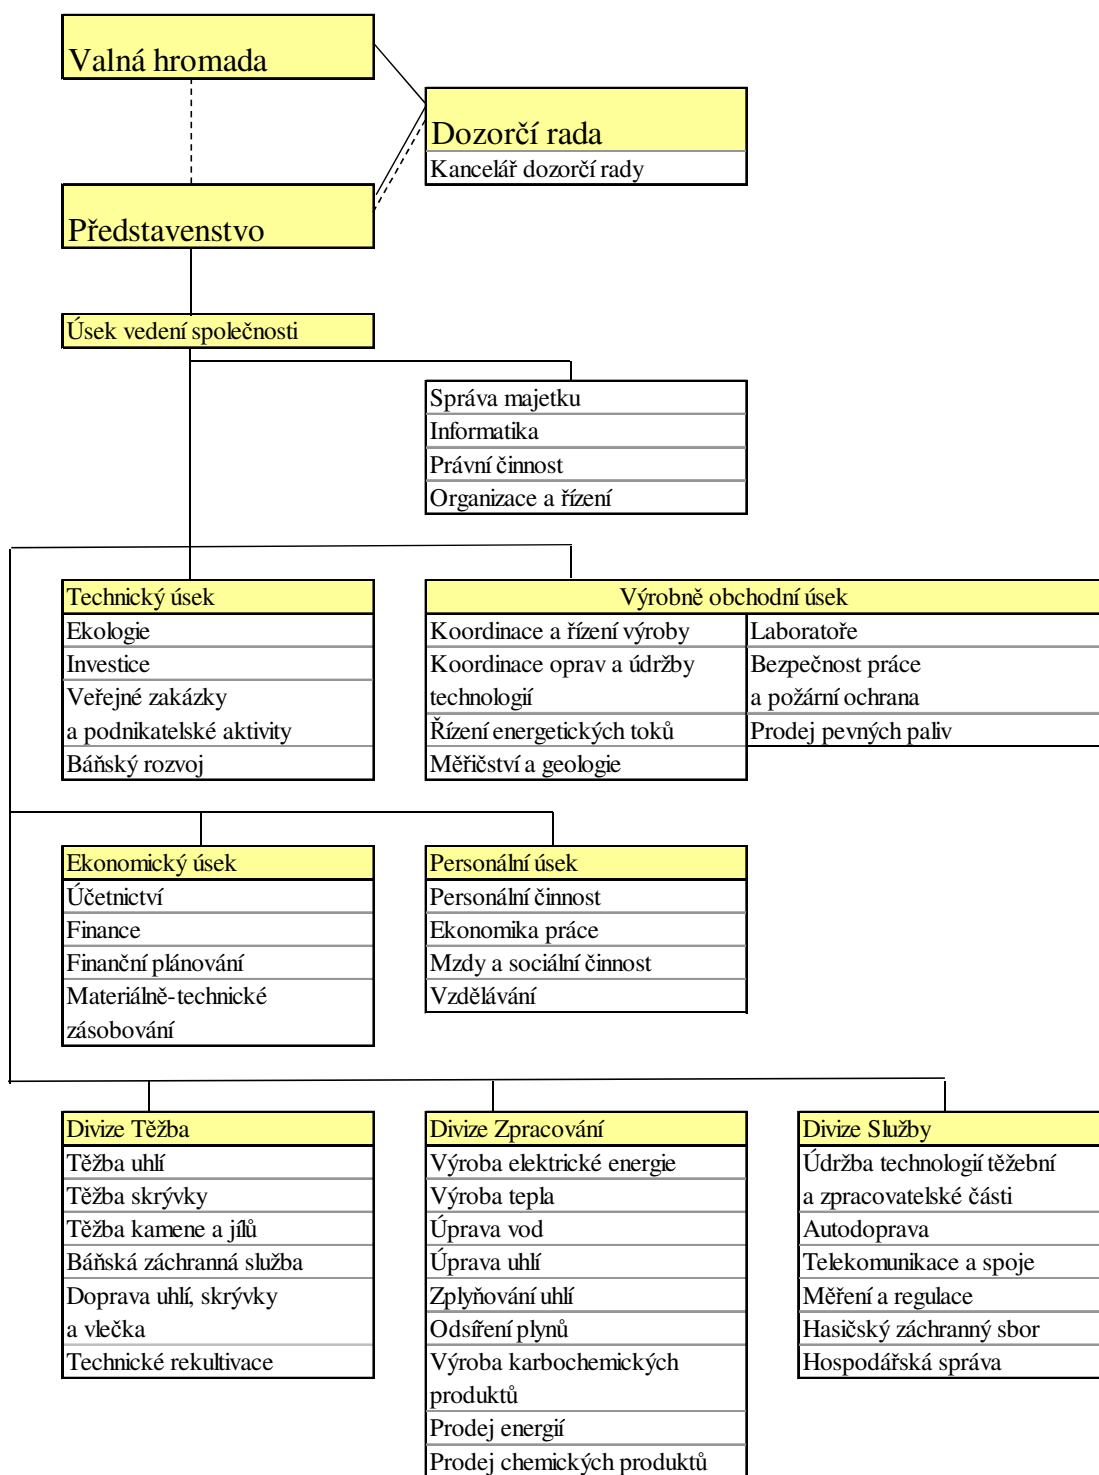 Valná hromada
Dozorčí rada
Kancelář dozorčí rady
Představenstvo
Úsek vedení společnosti
Správa majetku
Informatika
Právní činnost
Organizace a řízení
Technický úsek
Ekologie
Investice
Veřejné zakázky
a podnikatelské aktivity
Báňský rozvoj
Výrobně obchodní úsek
Koordinace a řízení výroby
Koordinace oprav a údržby
technologií
Řízení energetických toků
Měřičství a geologie
Laboratoře
Bezpečnost práce
a požární ochrana
Prodej pevných paliv
Ekonomický úsek
Účetnictví
Finance
Finanční plánování
Materiálně-technické
zásobování
Personální úsek
Personální činnost
Ekonomika práce
Mzdy a sociální činnost
Vzdělávání
Divize Těžba
Těžba uhlí
Těžba skrývky
Těžba kamene a jílů
Báňská záchranná služba
Doprava uhlí, skrývky
a vlečka
Technické rekultivace
Divize Zpracování
Výroba elektrické energie
Výroba tepla
Úprava vod
Úprava uhlí
Zplyňování uhlí
Odsíření plynů
Výroba karbochemických
produktů
Prodej energií
Prodej chemických produktů
Divize Služby
Údržba technologií těžební
a zpracovatelské části
Autodoprava
Telekomunikace a spoje
Měření a regulace
Hasičský záchranný sbor
Hospodářská správa